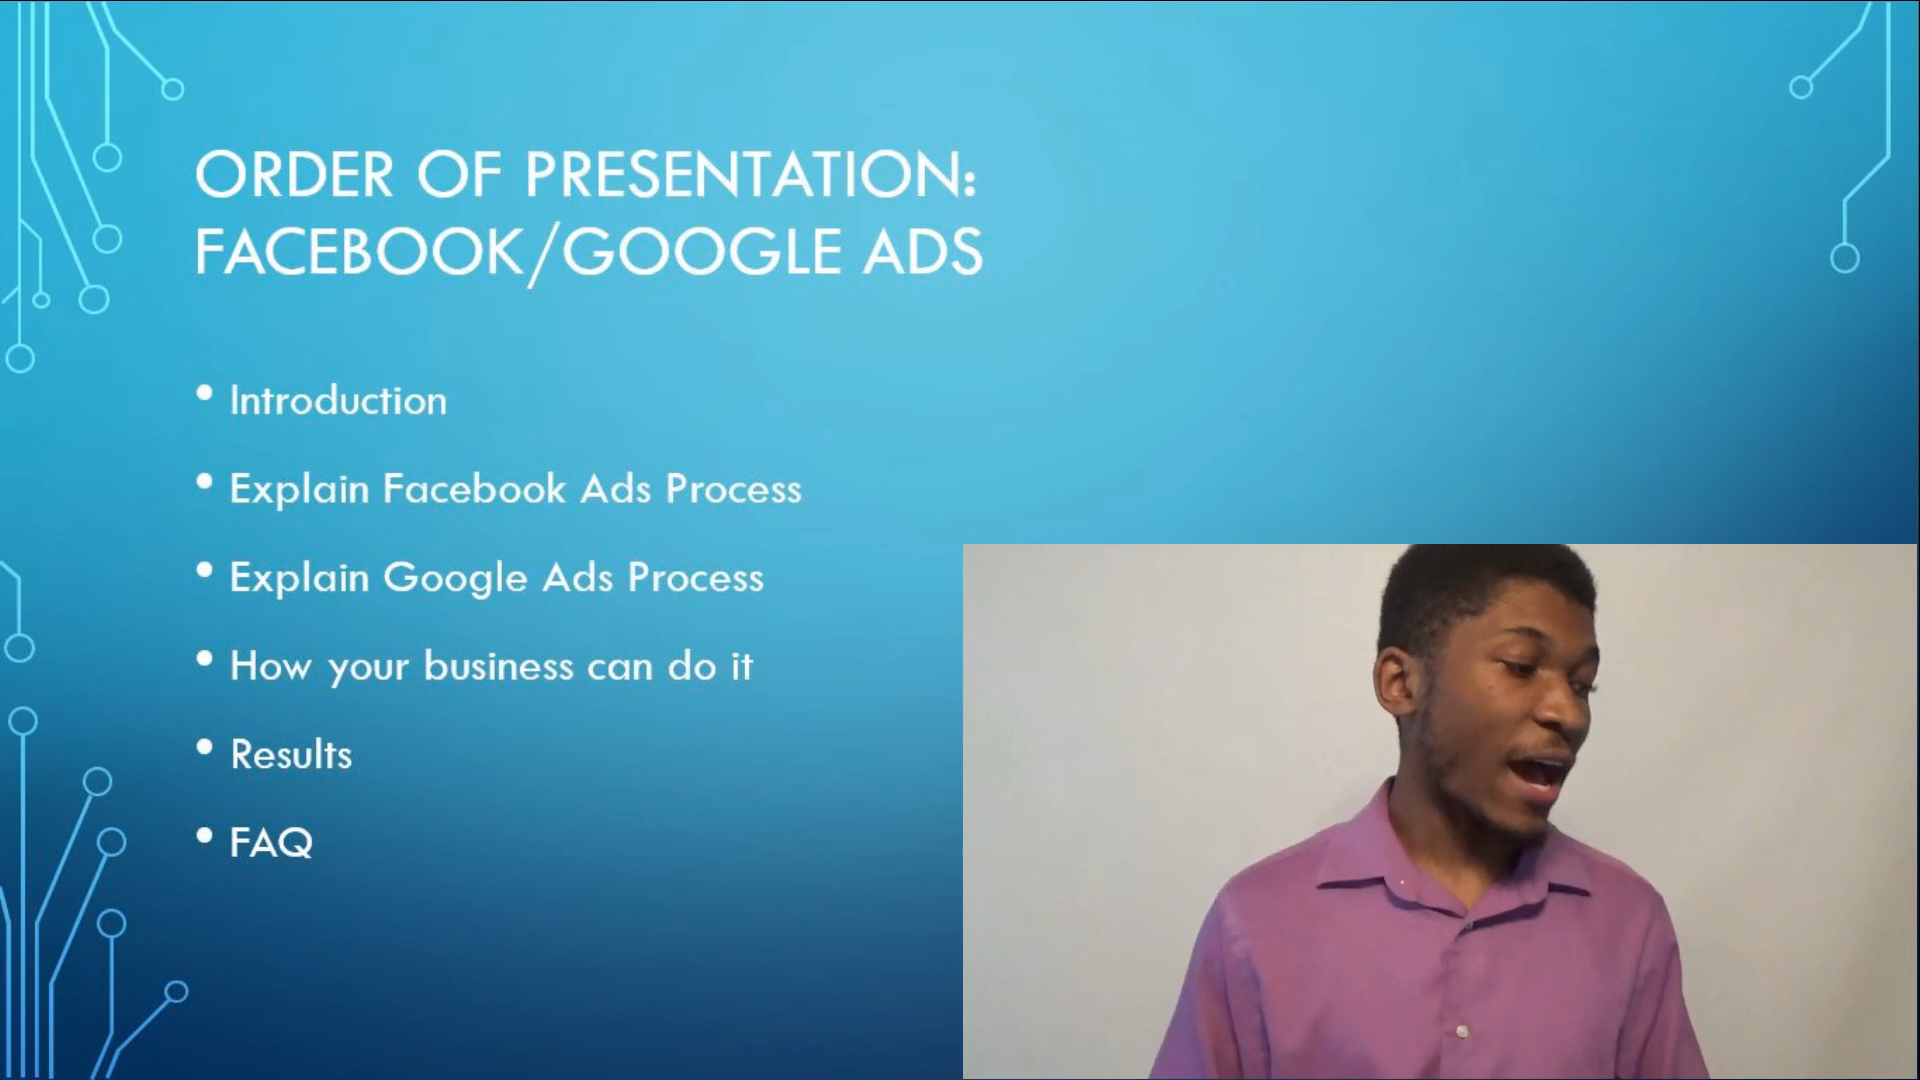 ORDER OF PRESENTATION:
FACEBOOK/GOOGLE ADS
• Introduction
• Explain Facebook Ads Process
• Explain Google Ads Process
• How your business can do it
• Results
• FAQ